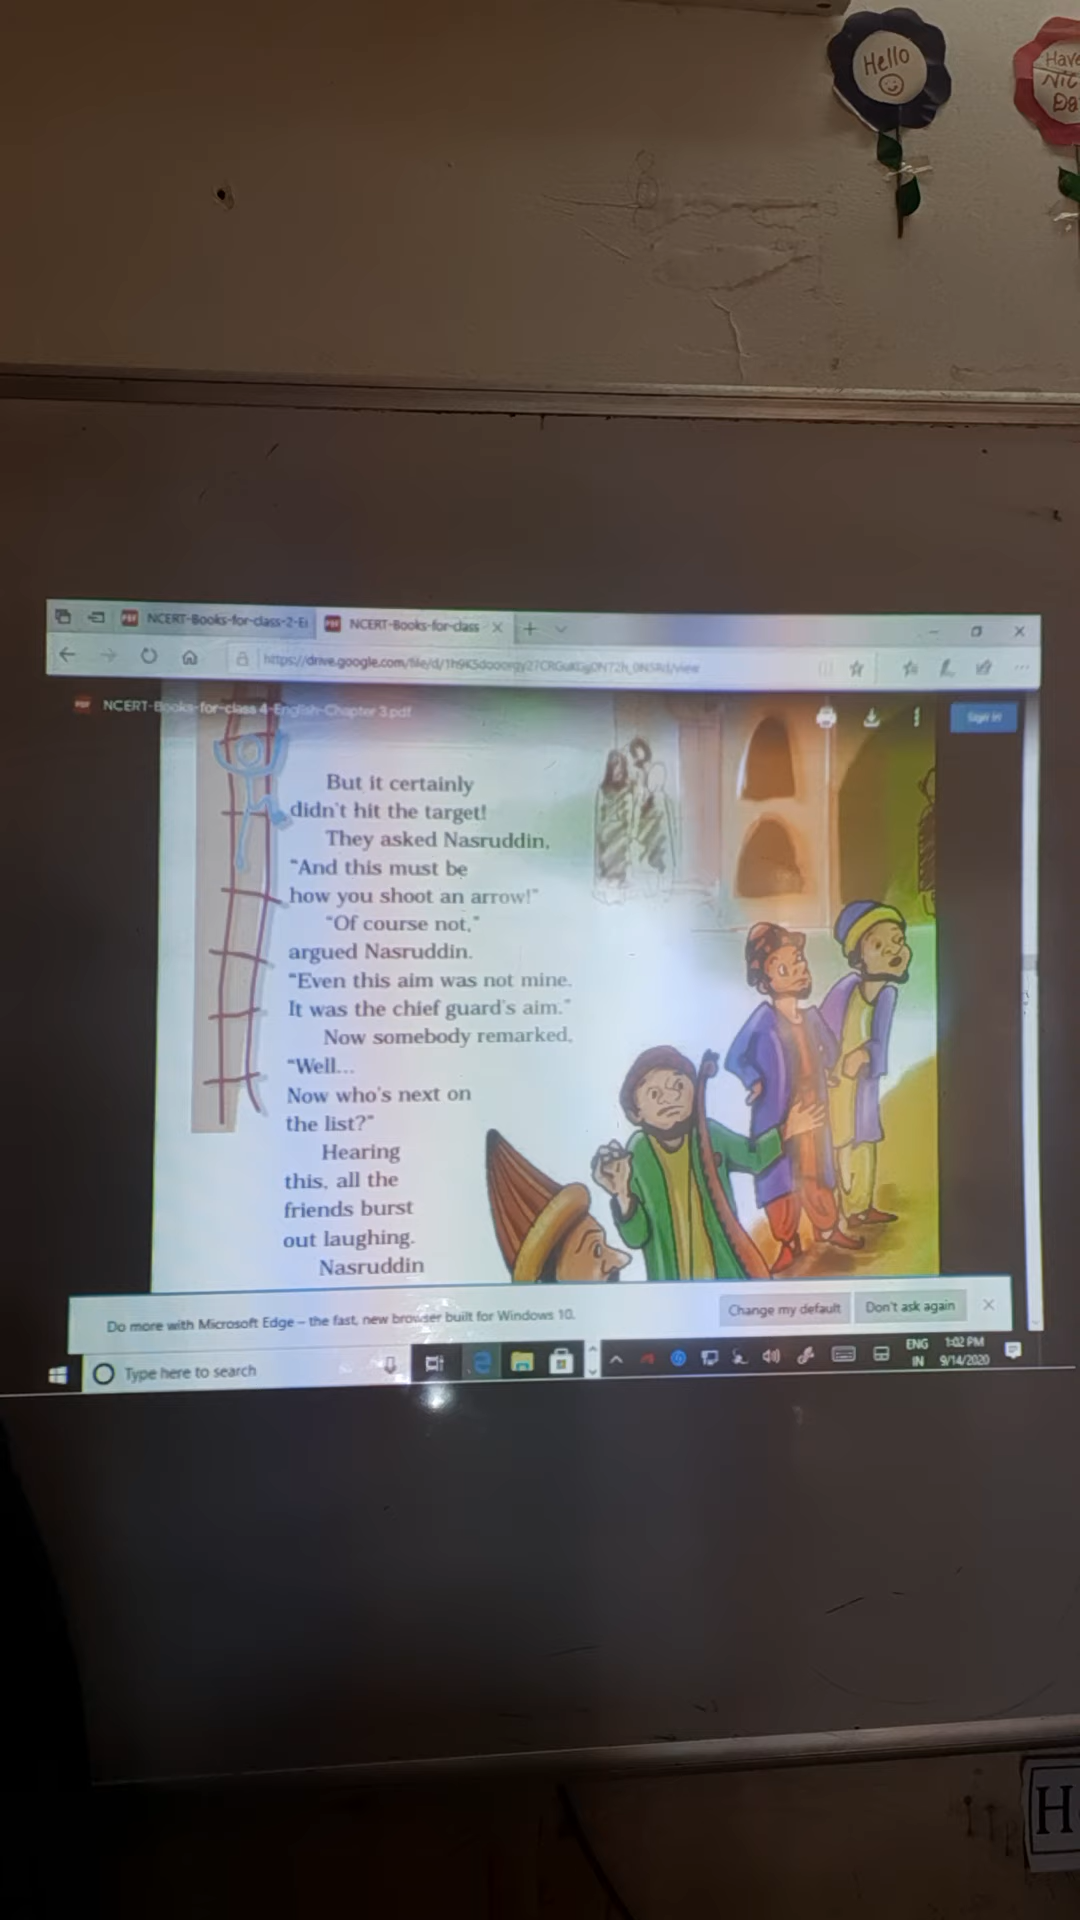 Hello
Have
Nic
Da
NCERT-Books-for-class-2-E
NCERT-Books-for-class
NCERT-Books-for-class 4-English-Chapter 3.pdf
Sign in
But it certainly
didn't hit the target!
They asked Nasruddin,
"And this must be
how you shoot an arrow!"
"Of course not,"
argued Nasruddin.
"Even this aim was not mine.
It was the chief guard's aim."
Now somebody remarked,
"Well...
Now who's next on
the list?"
Hearing
this, all the
friends burst
out laughing.
Nasruddin
Do more with Microsoft Edge – the fast, new browser built for Windows 10.
Change my default
Don't ask again
Type here to search
ENG
IN
1:02 PM
9/14/2020
H